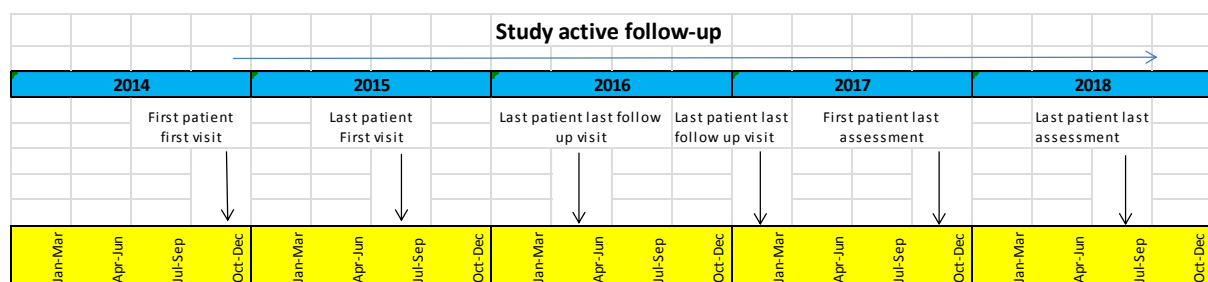 Study active follow-up
2014 2015 2016 2017 2018
First patient Last patient Last patient last follow Last patient last First patient last Last patient last
first visit First visit up visit follow up visit assessment assessment
Jan-Mar Apr-Jun Jul-Sep Oct-Dec Jan-Mar Apr-Jun Jul-Sep Oct-Dec Jan-Mar Apr-Jun Jul-Sep Oct-Dec Jan-Mar Apr-Jun Jul-Sep Oct-Dec Jan-Mar Apr-Jun Jul-Sep Oct-Dec